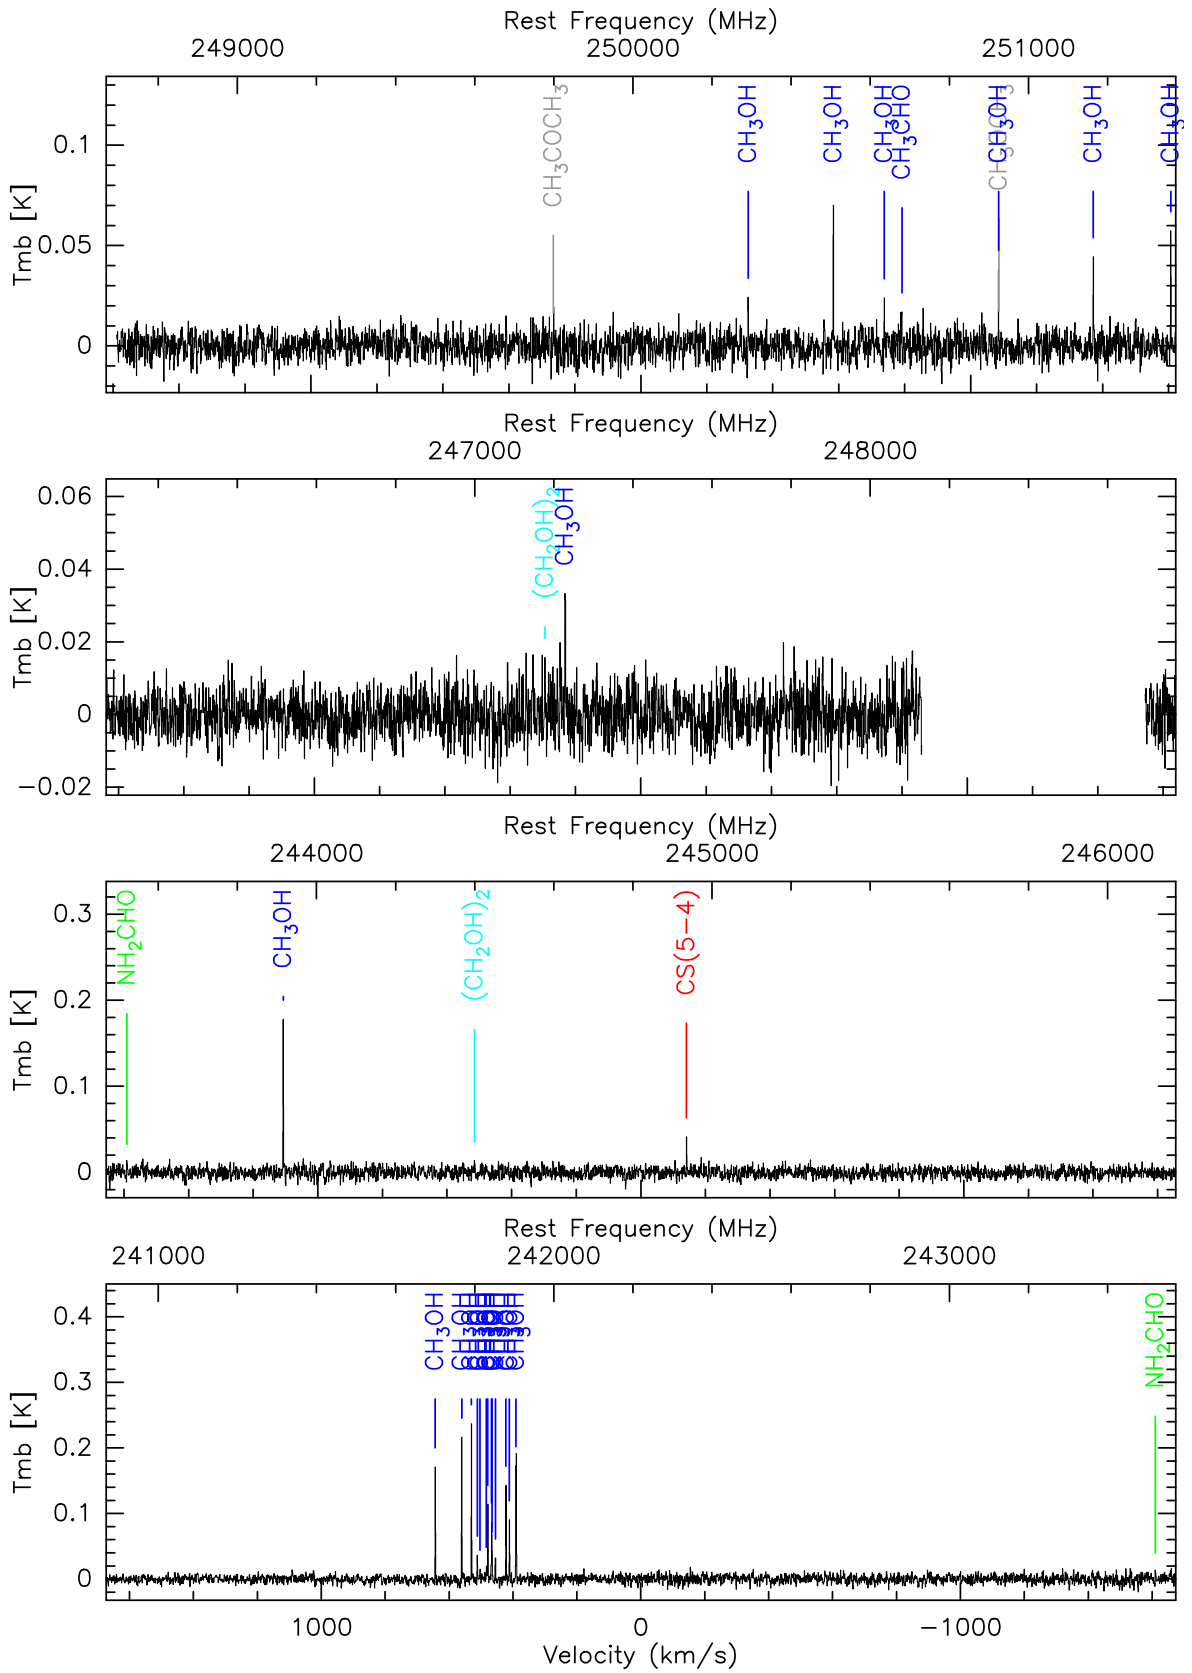 Rest Frequency (MHz)
249000 250000 251000
CH3COCH3 CH3OH CH3OH CH3OH CH3CHO CH3OH CH3OH CH3OH
Tmb [K]
0.1
0.05
0
Rest Frequency (MHz)
247000 248000
(CH2OH)2 CH3OH
Tmb [K]
0.06
0.04
0.02
0
−0.02
Rest Frequency (MHz)
244000 245000 246000
NH2CHO CH3OH (CH2OH)2 CS(5−4)
Tmb [K]
0.3
0.2
0.1
0
Rest Frequency (MHz)
241000 242000 243000
CH3OH NH2CHO
Tmb [K]
0.4
0.3
0.2
0.1
0
1000 0 −1000
Velocity (km/s)